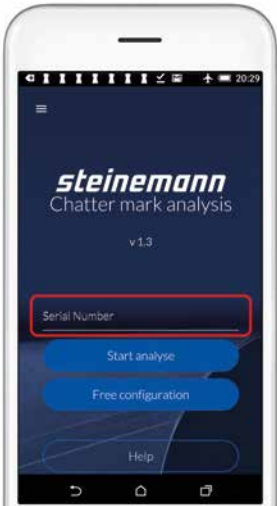 20:29
steinemann
Chatter mark analysis
v 1.3
Serial Number
Start analyse
Free configuration
Help